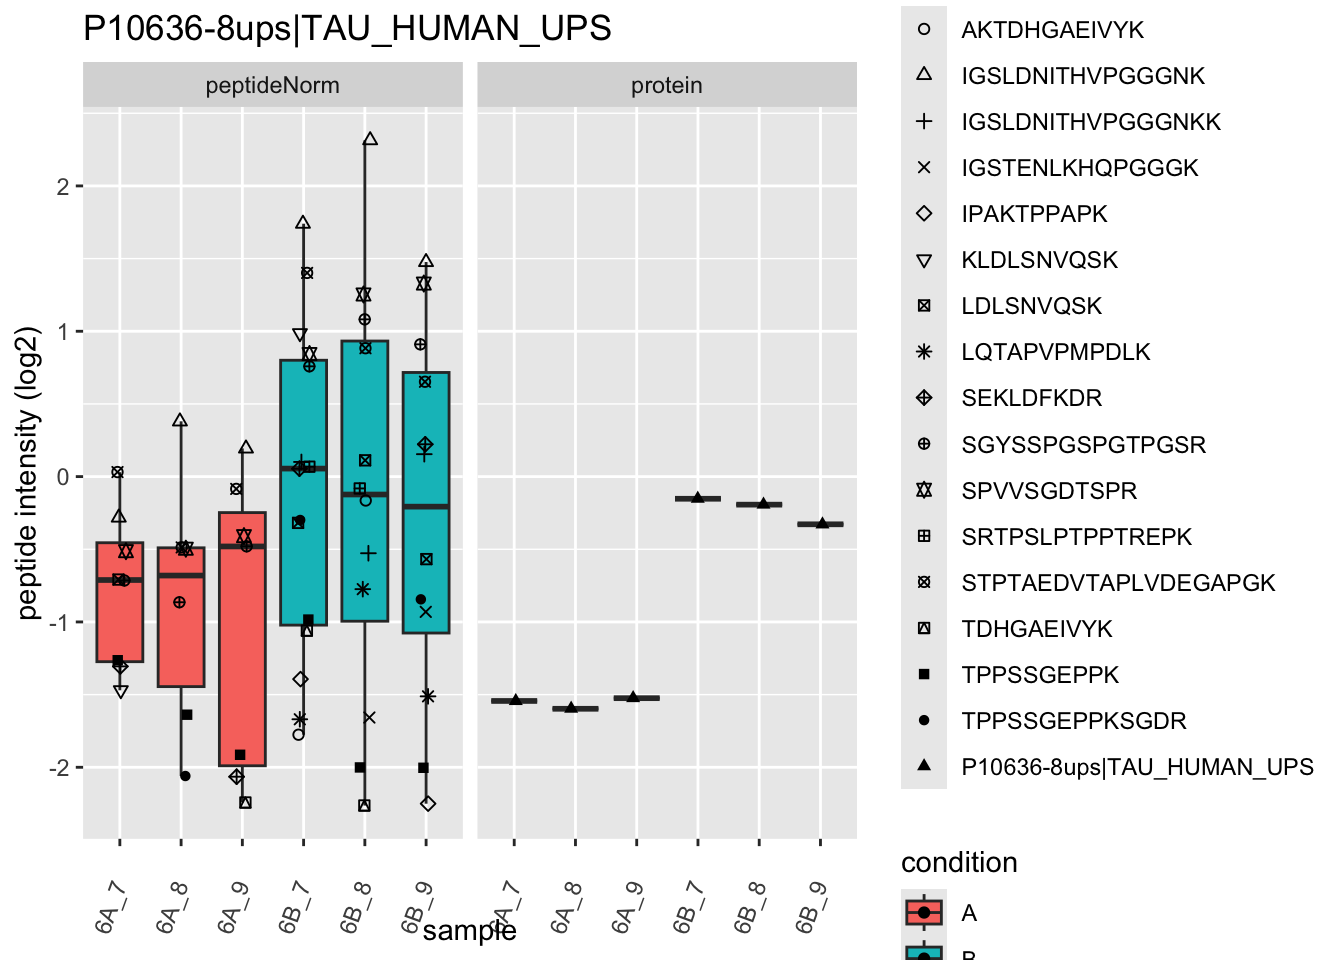 P10636-8ups|TAU_HUMAN_UPS
peptideNorm
protein
peptide intensity (log2)
2
1
0
-1
-2
6A_7
6A_8
6A_9
6B_7
6B_8
6B_9
6A_7
6A_8
6A_9
6B_7
6B_8
6B_9
sample
AKTDHGAEIVYK
IGSLDNITHVPGGGNK
IGSLDNITHVPGGGNKK
IGSTENLKHQPGGGK
IPAKTPPAPK
KLDLSNVQSK
LDLSNVQSK
LQTAPVPMPDLK
SEKLDFKDR
SGYSSPGSPGTPGSR
SPVVSGDTSPR
SRTPSLPTPPTREPK
STPTAEDVTAPLVDEGAPGK
TDHGAEIVYK
TPPSSGEPPK
TPPSSGEPPKSGDR
P10636-8ups|TAU_HUMAN_UPS
condition
A
B